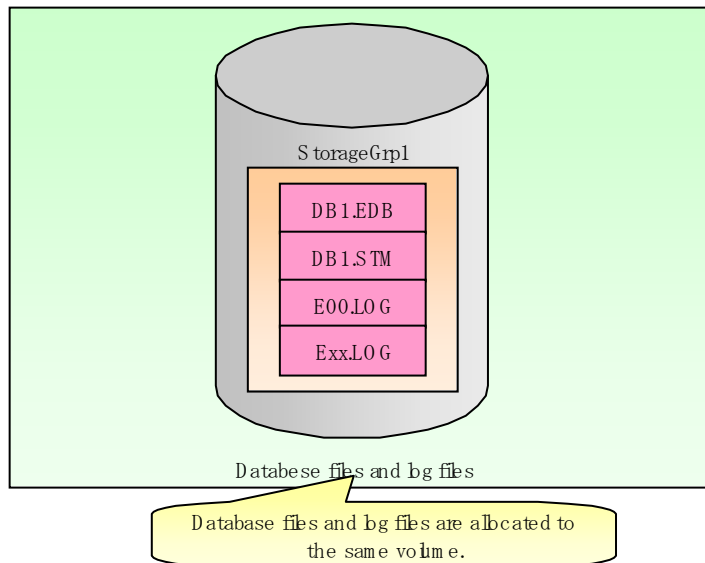 StorageGrp1
DB1.EDB
DB1.STM
E00.LOG
Exx.LOG
Databese files and log files
Database files and log files are allocated to
the same volume.